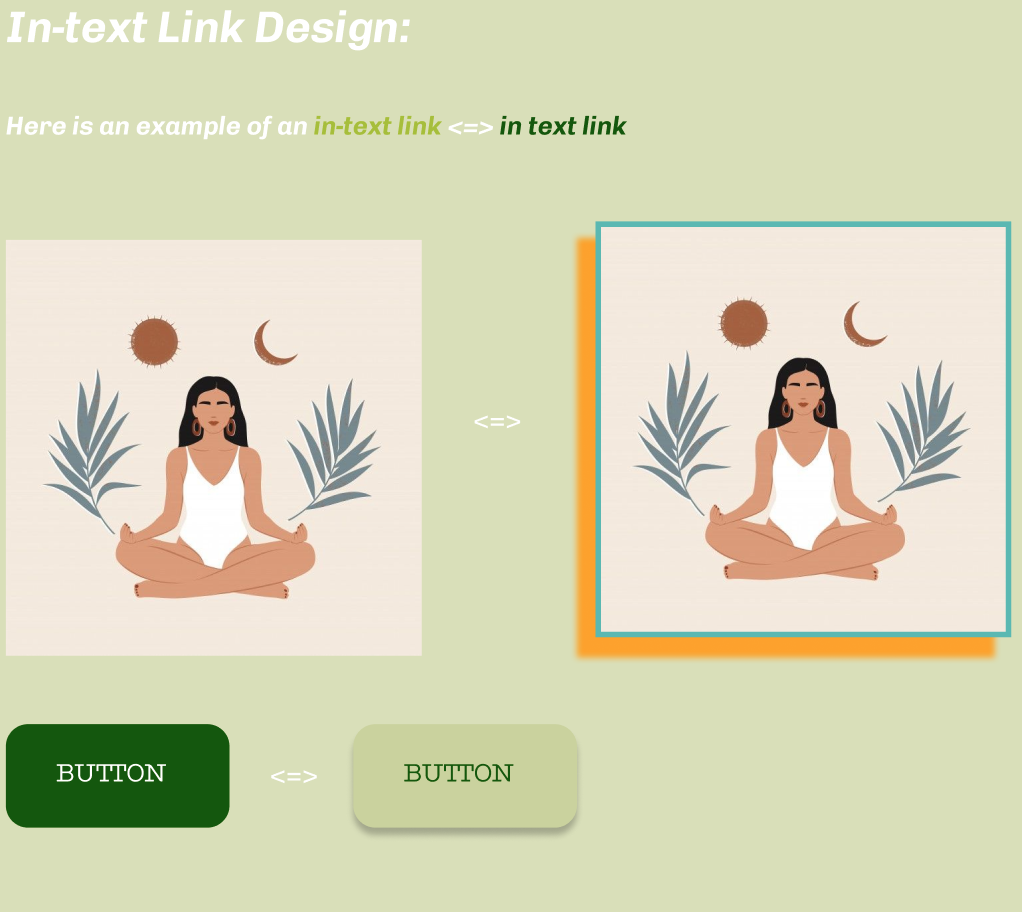 In-text Link Design:
Here is an example of an in-text link <=> in text link
<=>
BUTTON <=> BUTTON